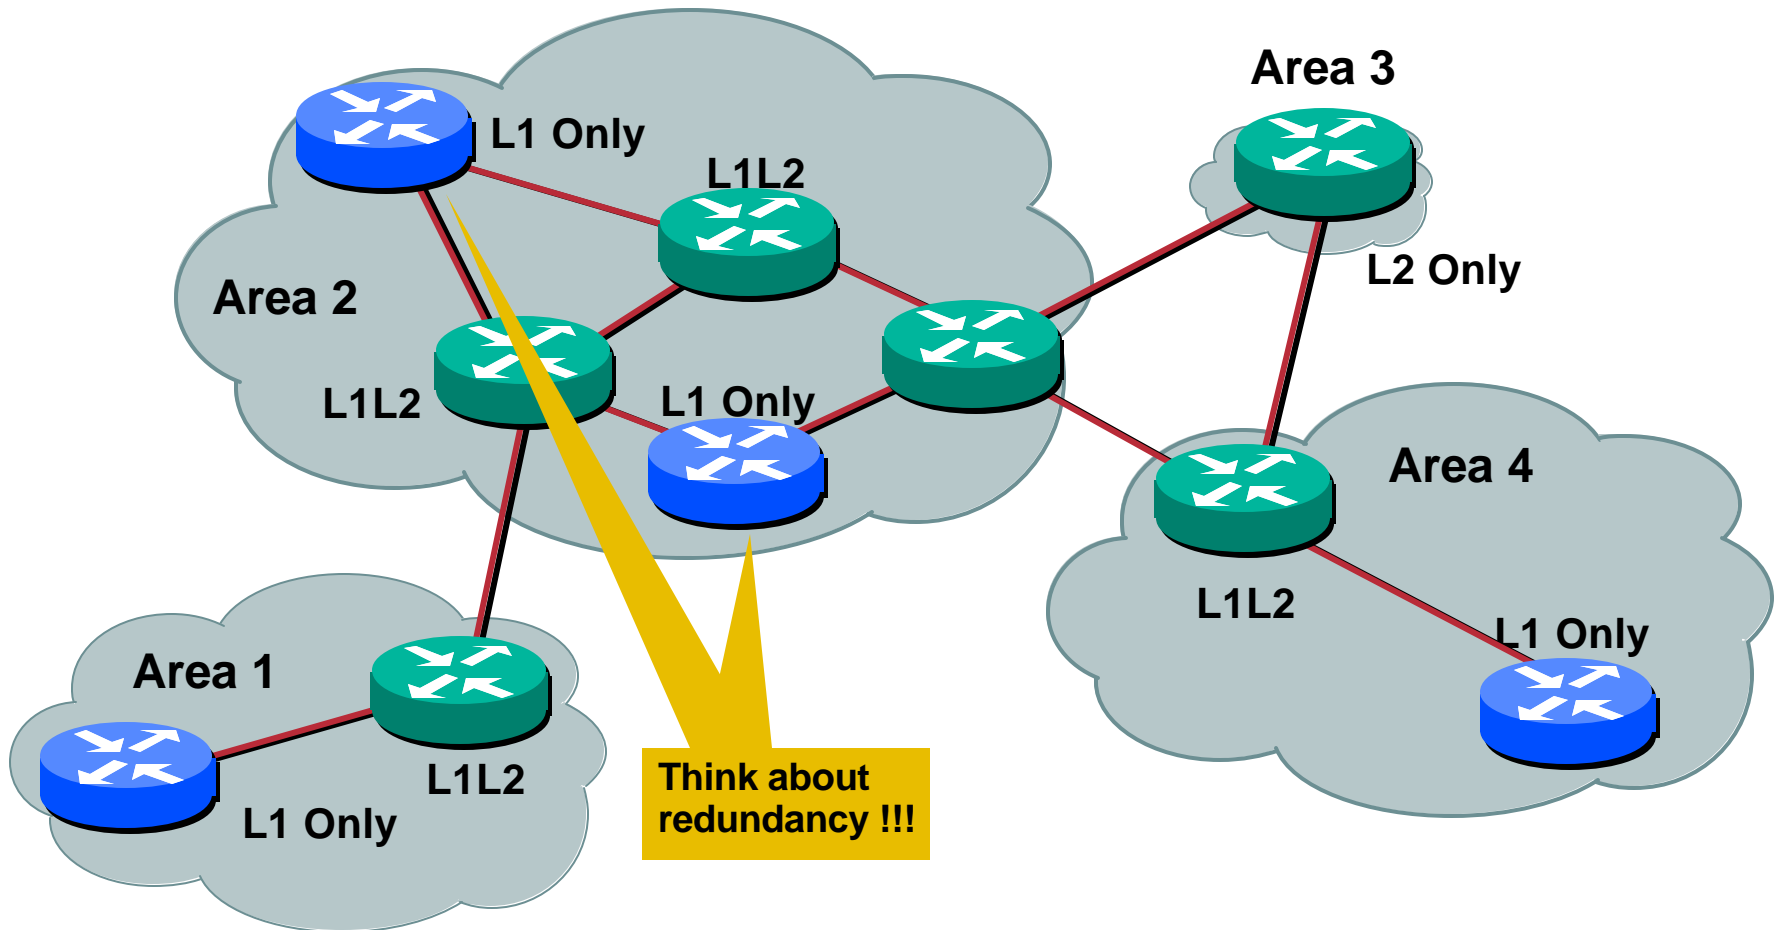 Area 3
L1 Only
L1L2
L2 Only
Area 2
L1L2
L1 Only
Area 4
L1L2
L1 Only
Area 1
L1L2
L1 Only
Think about
redundancy !!!